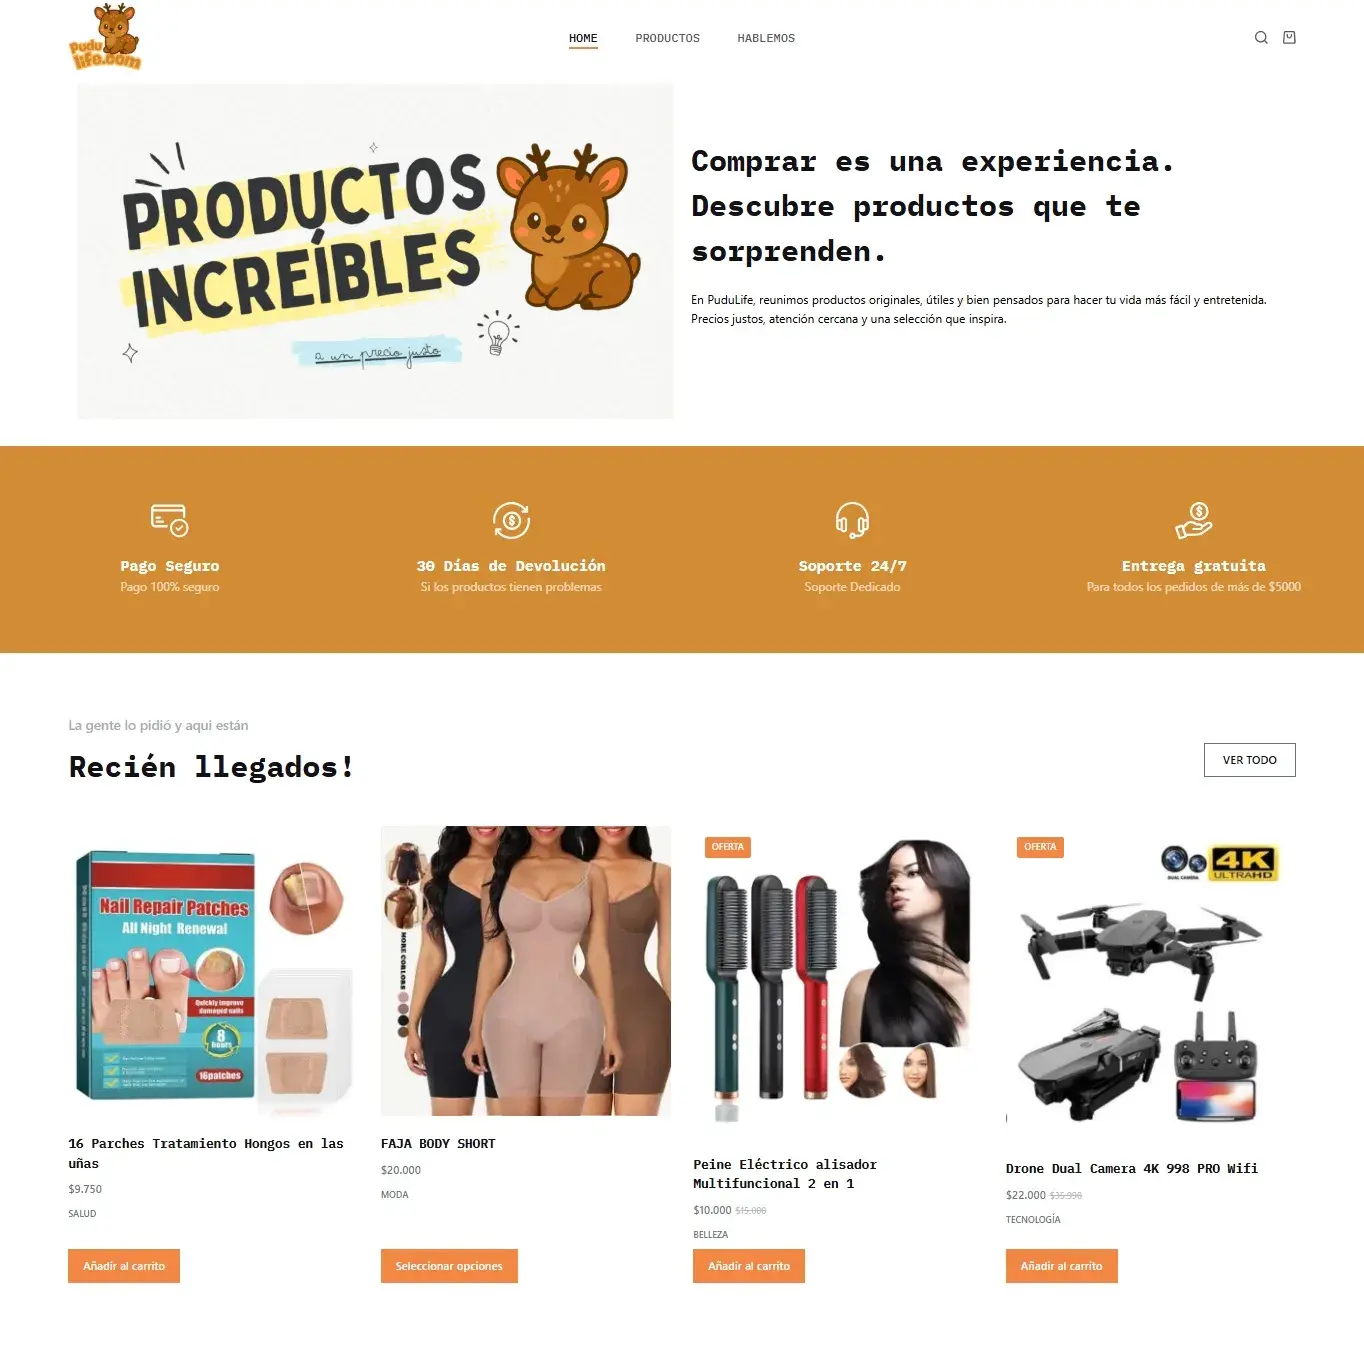 Pudu
life.com
HOME
PRODUCTOS
HABLEMOS
PRODUCTOS
INCREÍBLES
a un precio justo
Comprar es una experiencia.
Descubre productos que te
sorprenden.
En PuduLife, reunimos productos originales, útiles y bien pensados para hacer tu vida más fácil y entretenida.
Precios justos, atención cercana y una selección que inspira.
Pago Seguro
Pago 100% seguro
30 Días de Devolución
Si los productos tienen problemas
Soporte 24/7
Soporte Dedicado
Entrega gratuita
Para todos los pedidos de más de $5000
La gente lo pidió y aqui están
Recién llegados!
VER TODO
Nail Repair Patches
All Night Renewal
Quickly improve
damaged nails
8
hours
16patches
16 Parches Tratamiento Hongos en las
uñas
$9.750
SALUD
Añadir al carrito
MORE CORLORS
FAJA BODY SHORT
$20.000
MODA
Seleccionar opciones
OFERTA
Peine Eléctrico alisador
Multifuncional 2 en 1
$10.000 $15.000
BELLEZA
Añadir al carrito
OFERTA
DUAL CAMERA
4K
ULTRAHD
Drone Dual Camera 4K 998 PRO Wifi
$22.000 $35.990
TECNOLOGÍA
Añadir al carrito